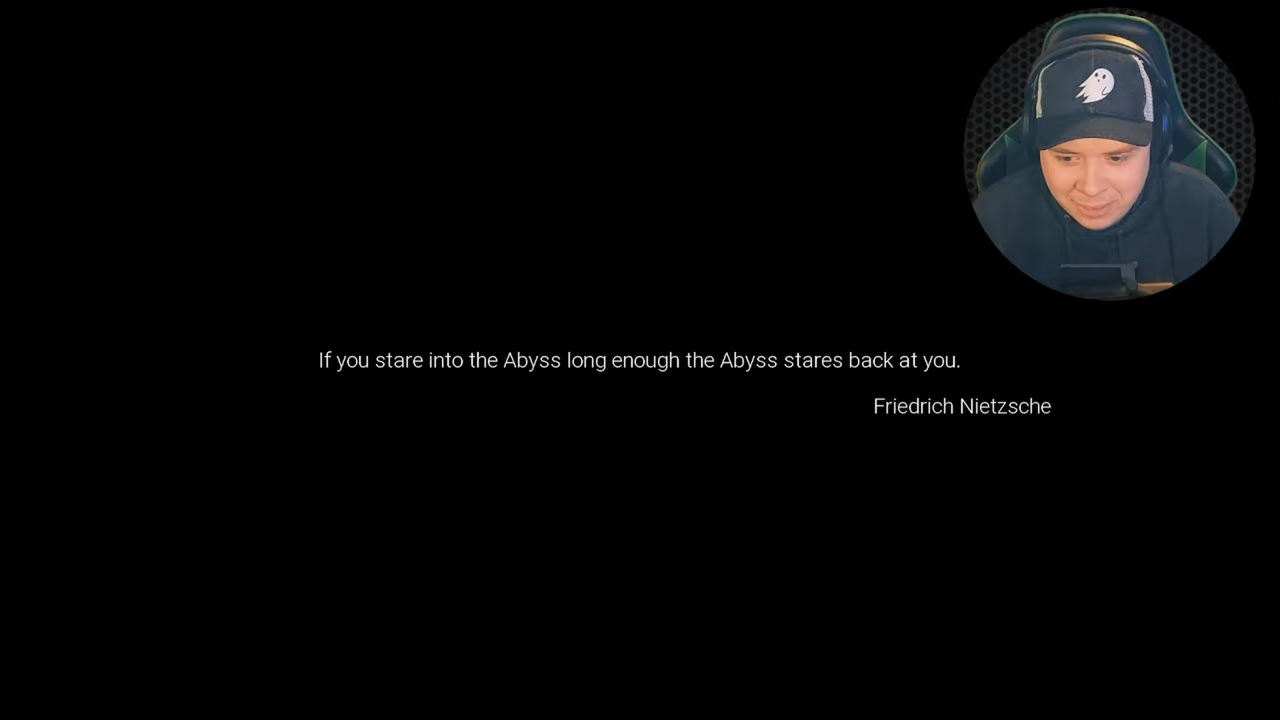 If you stare into the Abyss long enough the Abyss stares back at you.
Friedrich Nietzsche